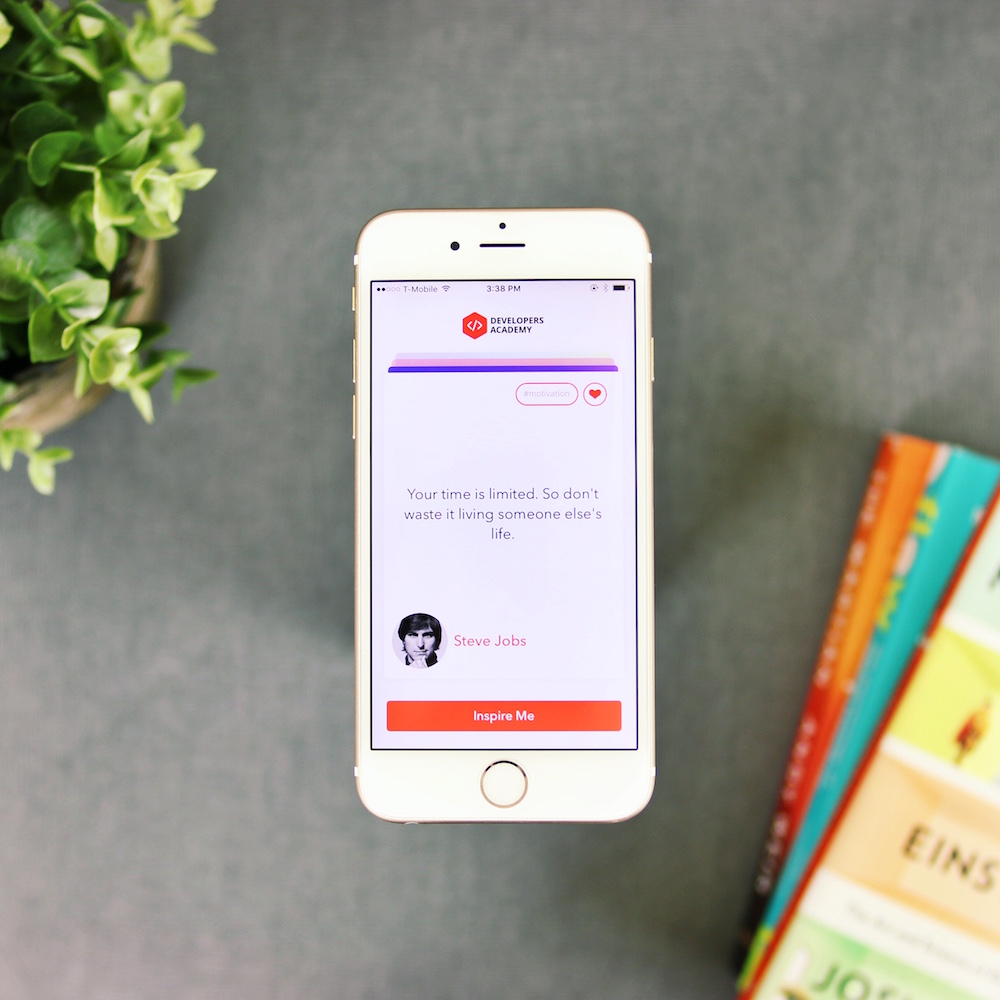 T-Mobile 3:38 PM
DEVELOPERS
ACADEMY
#motivation
Your time is limited. So don't
waste it living someone else's
life.
Steve Jobs
Inspire Me
EINS
JOS